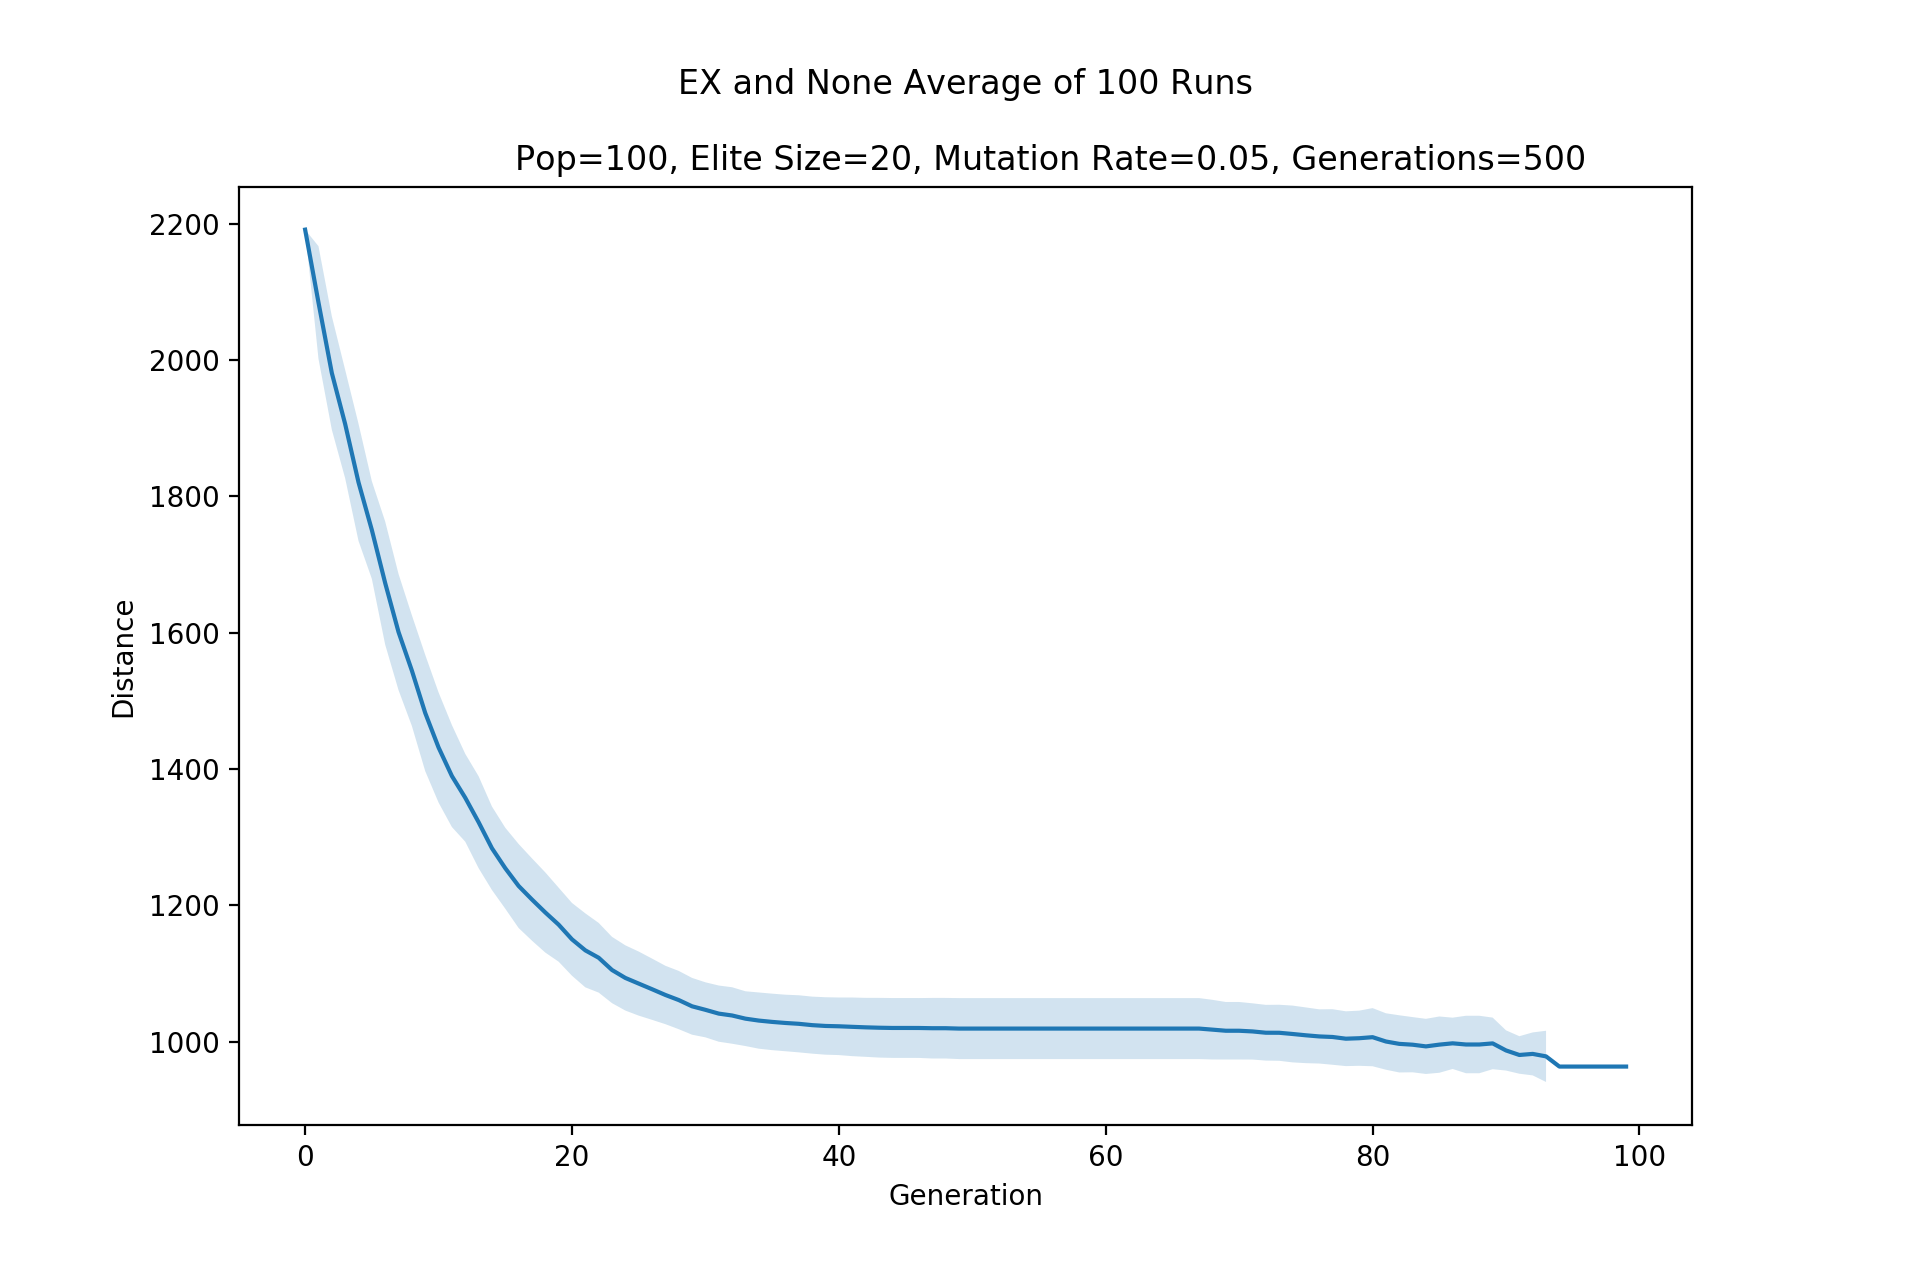 EX and None Average of 100 Runs
Pop=100, Elite Size=20, Mutation Rate=0.05, Generations=500
2200
2000
1800
1600
1400
1200
1000
Distance
0 20 40 60 80 100
Generation